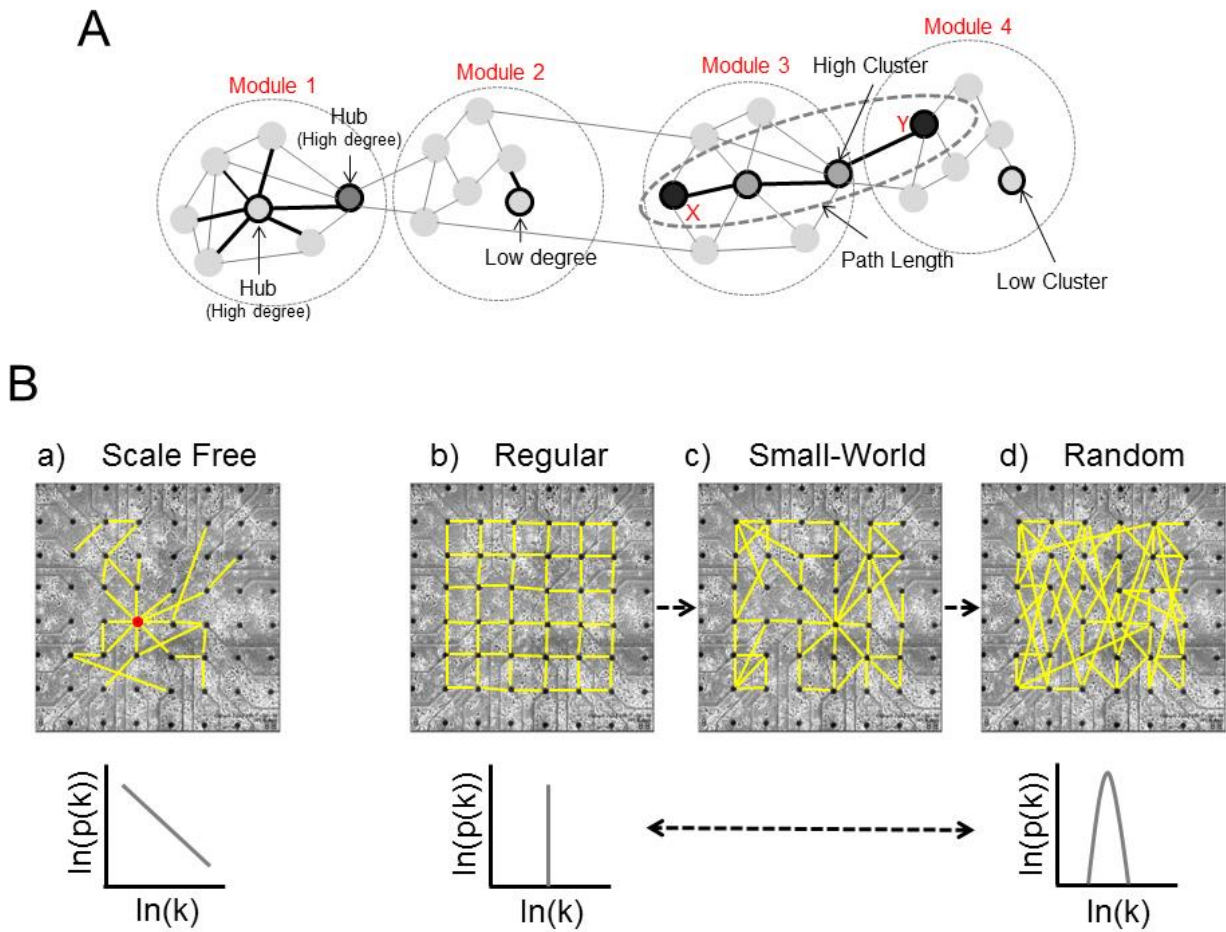 A
Module 1
Module 2
Module 3
Module 4
Hub
(High degree)
High Cluster
Hub
(High degree)
Low degree
X
Y
Path Length
Low Cluster
B
a) Scale Free
b) Regular
c) Small-World
d) Random
ln(p(k))
ln(k)
ln(p(k))
ln(k)
ln(p(k))
ln(k)